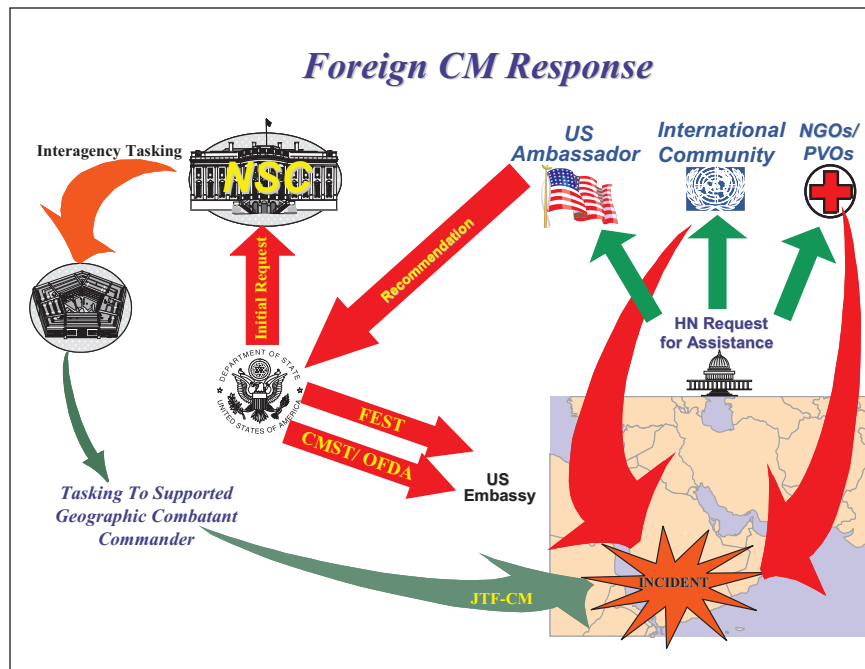 Foreign CM Response
Interagency Tasking
NSC
US
Ambassador
International
Community
NGOs/
PVOs
Initial Request
Recommendation
HN Request
for Assistance
DEPARTMENT OF STATE
UNITED STATES OF AMERICA
FEST
CMST/ OFDA
US
Embassy
Tasking To Supported
Geographic Combatant
Commander
JTF-CM
INCIDENT